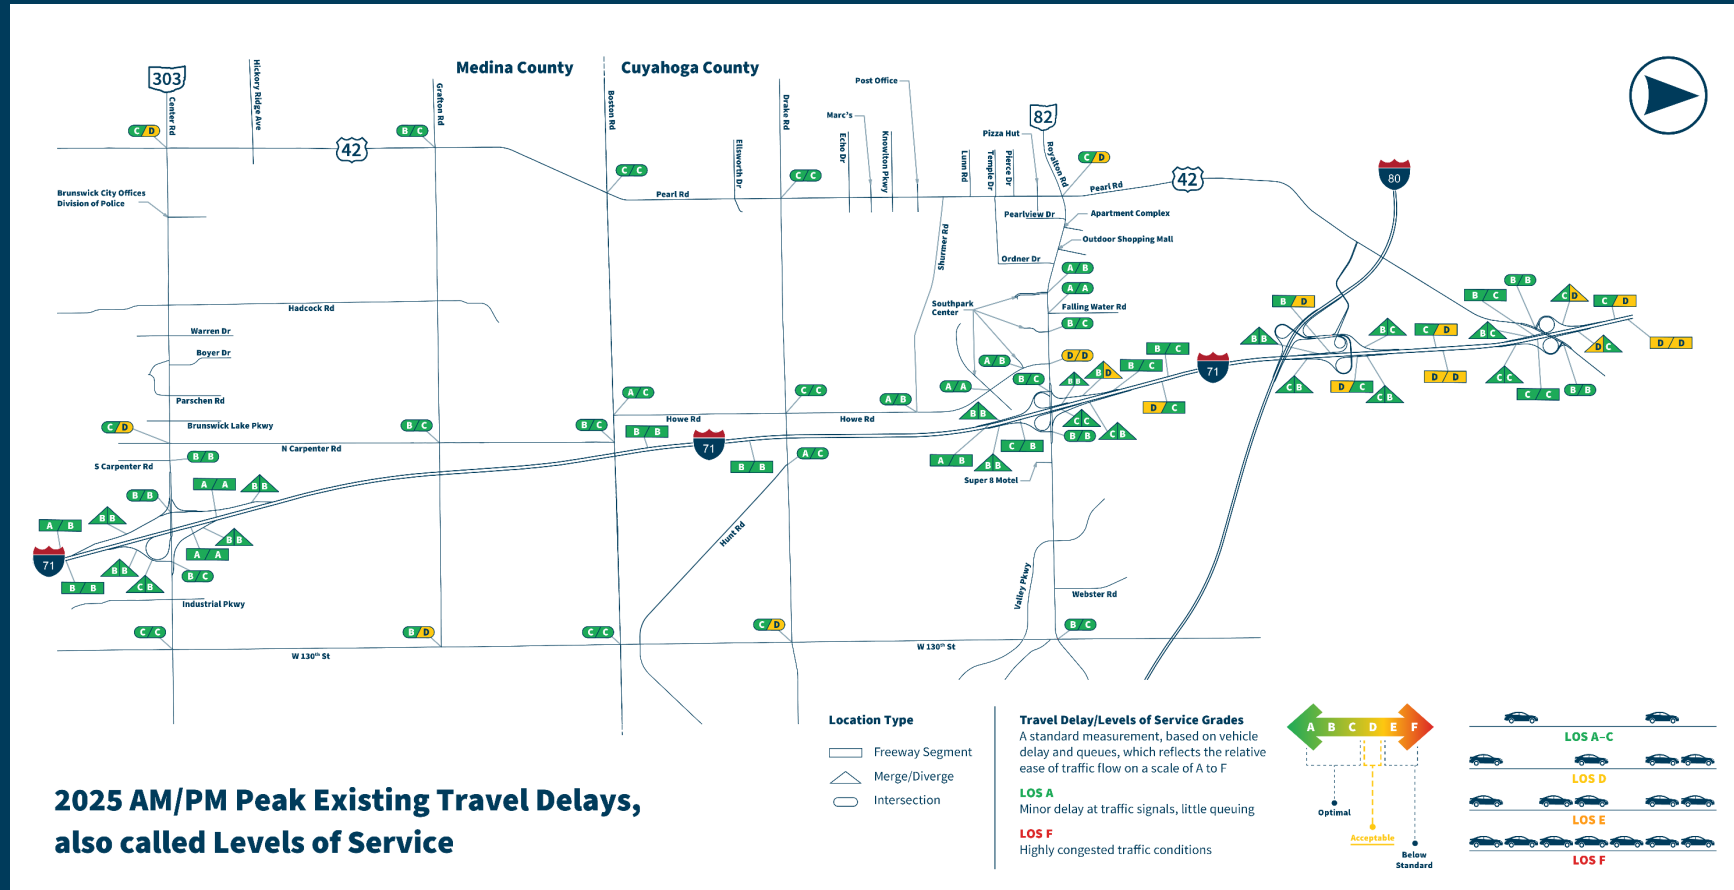 Medina County
Cuyahoga County
303
Center Rd
Hickory Ridge Ave
Grafton Rd
Boston Rd
Drake Rd
Ellsworth Dr
Post Office
Marc's
Echo Dr
Knowlton Pkwy
Pizza Hut
Lunn Rd
Temple Dr
Pierce Dr
82
Royalton Rd
C / D
B / C
42
C / C
C / C
C / D
Pearl Rd
Pearl Rd
42
80
Brunswick City Offices
Division of Police
Shurmer Rd
Pearlview Dr
Apartment Complex
Outdoor Shopping Mall
Ordner Dr
A / B
A / A
Falling Water Rd
B / C
Southpark
Center
Hadcock Rd
Warren Dr
Boyer Dr
Parschen Rd
Brunswick Lake Pkwy
N Carpenter Rd
S Carpenter Rd
C / D
B / C
B / C
A / C
C / C
A / B
A / A
A / B
B / C
D / D
B B
B D
B / C
B / C
D / C
Howe Rd
Howe Rd
B / B
71
B / B
A / C
B B
C C
B / B
C B
C / B
A / B
B B
Super 8 Motel
71
B B
B / D
B C
C / D
C B
D / C
C B
D / D
B / C
B / B
C D
C / D
B C
D C
D / D
C C
C / C
B / B
B / B
A / A
B B
B / B
B B
A / B
71
B / B
B B
C B
B / C
A / A
B B
Industrial Pkwy
Hunt Rd
Valley Pkwy
Webster Rd
C / C
B / D
C / C
C / D
B / C
W 130th St
W 130th St
2025 AM/PM Peak Existing Travel Delays,
also called Levels of Service
Location Type
Freeway Segment
Merge/Diverge
Intersection
Travel Delay/Levels of Service Grades
A standard measurement, based on vehicle
delay and queues, which reflects the relative
ease of traffic flow on a scale of A to F
LOS A
Minor delay at traffic signals, little queuing
LOS F
Highly congested traffic conditions
A B C D E F
Optimal
Acceptable
Below
Standard
LOS A–C
LOS D
LOS E
LOS F